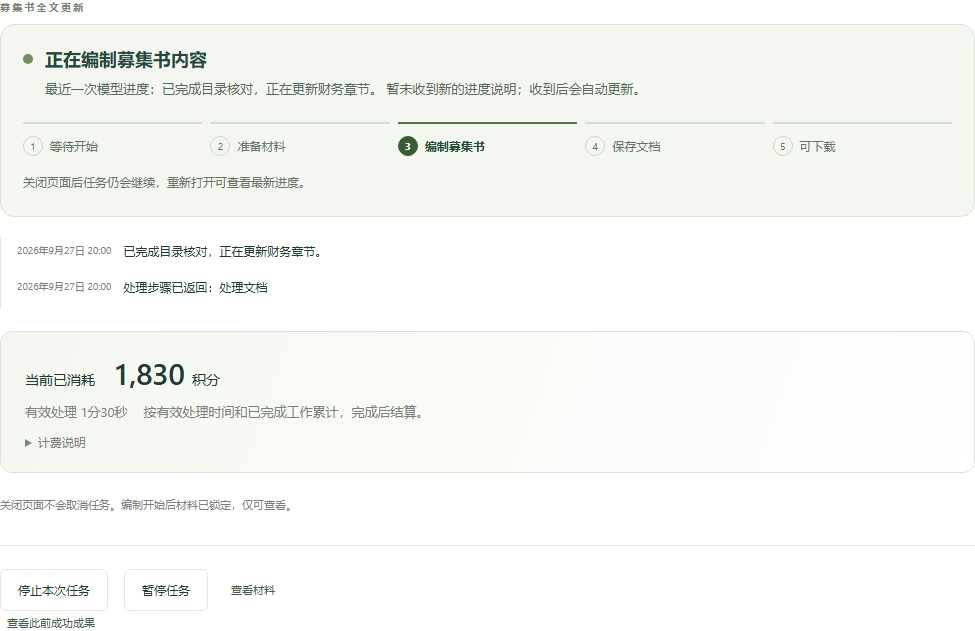 募集书全文更新
正在编制募集书内容
最近一次模型进度：已完成目录核对，正在更新财务章节。 暂未收到新的进度说明；收到后会自动更新。
1 等待开始
2 准备材料
3 编制募集书
4 保存文档
5 可下载
关闭页面后任务仍会继续，重新打开可查看最新进度。
2026年9月27日 20:00 已完成目录核对，正在更新财务章节。
2026年9月27日 20:00 处理步骤已返回：处理文档
当前已消耗 1,830 积分
有效处理 1分30秒 按有效处理时间和已完成工作累计，完成后结算。
计费说明
关闭页面不会取消任务。编制开始后材料已锁定，仅可查看。
停止本次任务 暂停任务 查看材料
查看此前成功成果